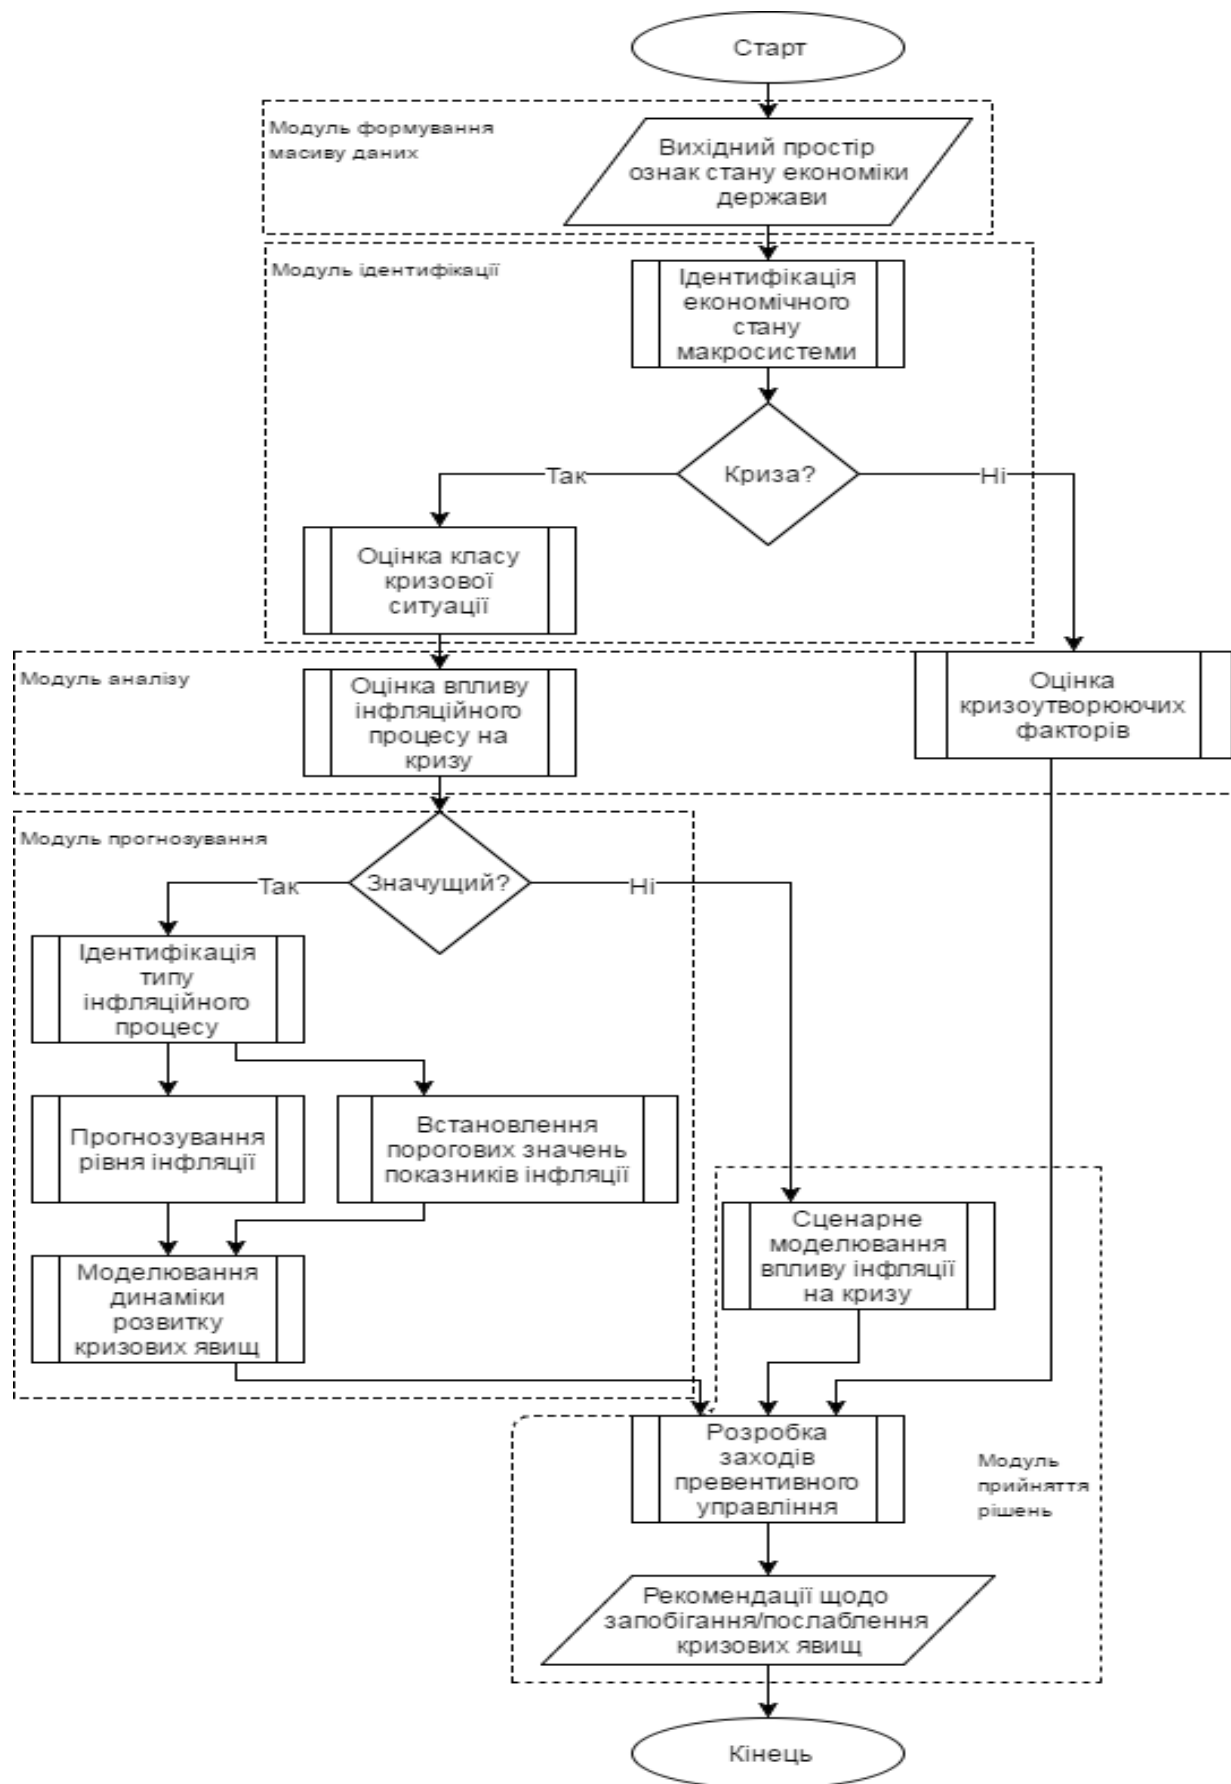 Старт
Модуль формування
масиву даних
Вихідний простір
ознак стану економіки
держави
Модуль ідентифікації
Ідентифікація
економічного
стану
макросистеми
Криза?
Так
Ні
Оцінка класу
кризової
ситуації
Модуль аналізу
Оцінка впливу
інфляційного
процесу на
кризу
Оцінка
кризоутворюючих
факторів
Модуль прогнозування
Значущий?
Так
Ні
Ідентифікація
типу
інфляційного
процесу
Прогнозування
рівня інфляції
Встановлення
порогових значень
показників інфляції
Сценарне
моделювання
впливу інфляції
на кризу
Моделювання
динаміки
розвитку
кризових явищ
Розробка
заходів
превентивного
управління
Модуль
прийняття
рішень
Рекомендації щодо
запобігання/послаблення
кризових явищ
Кінець